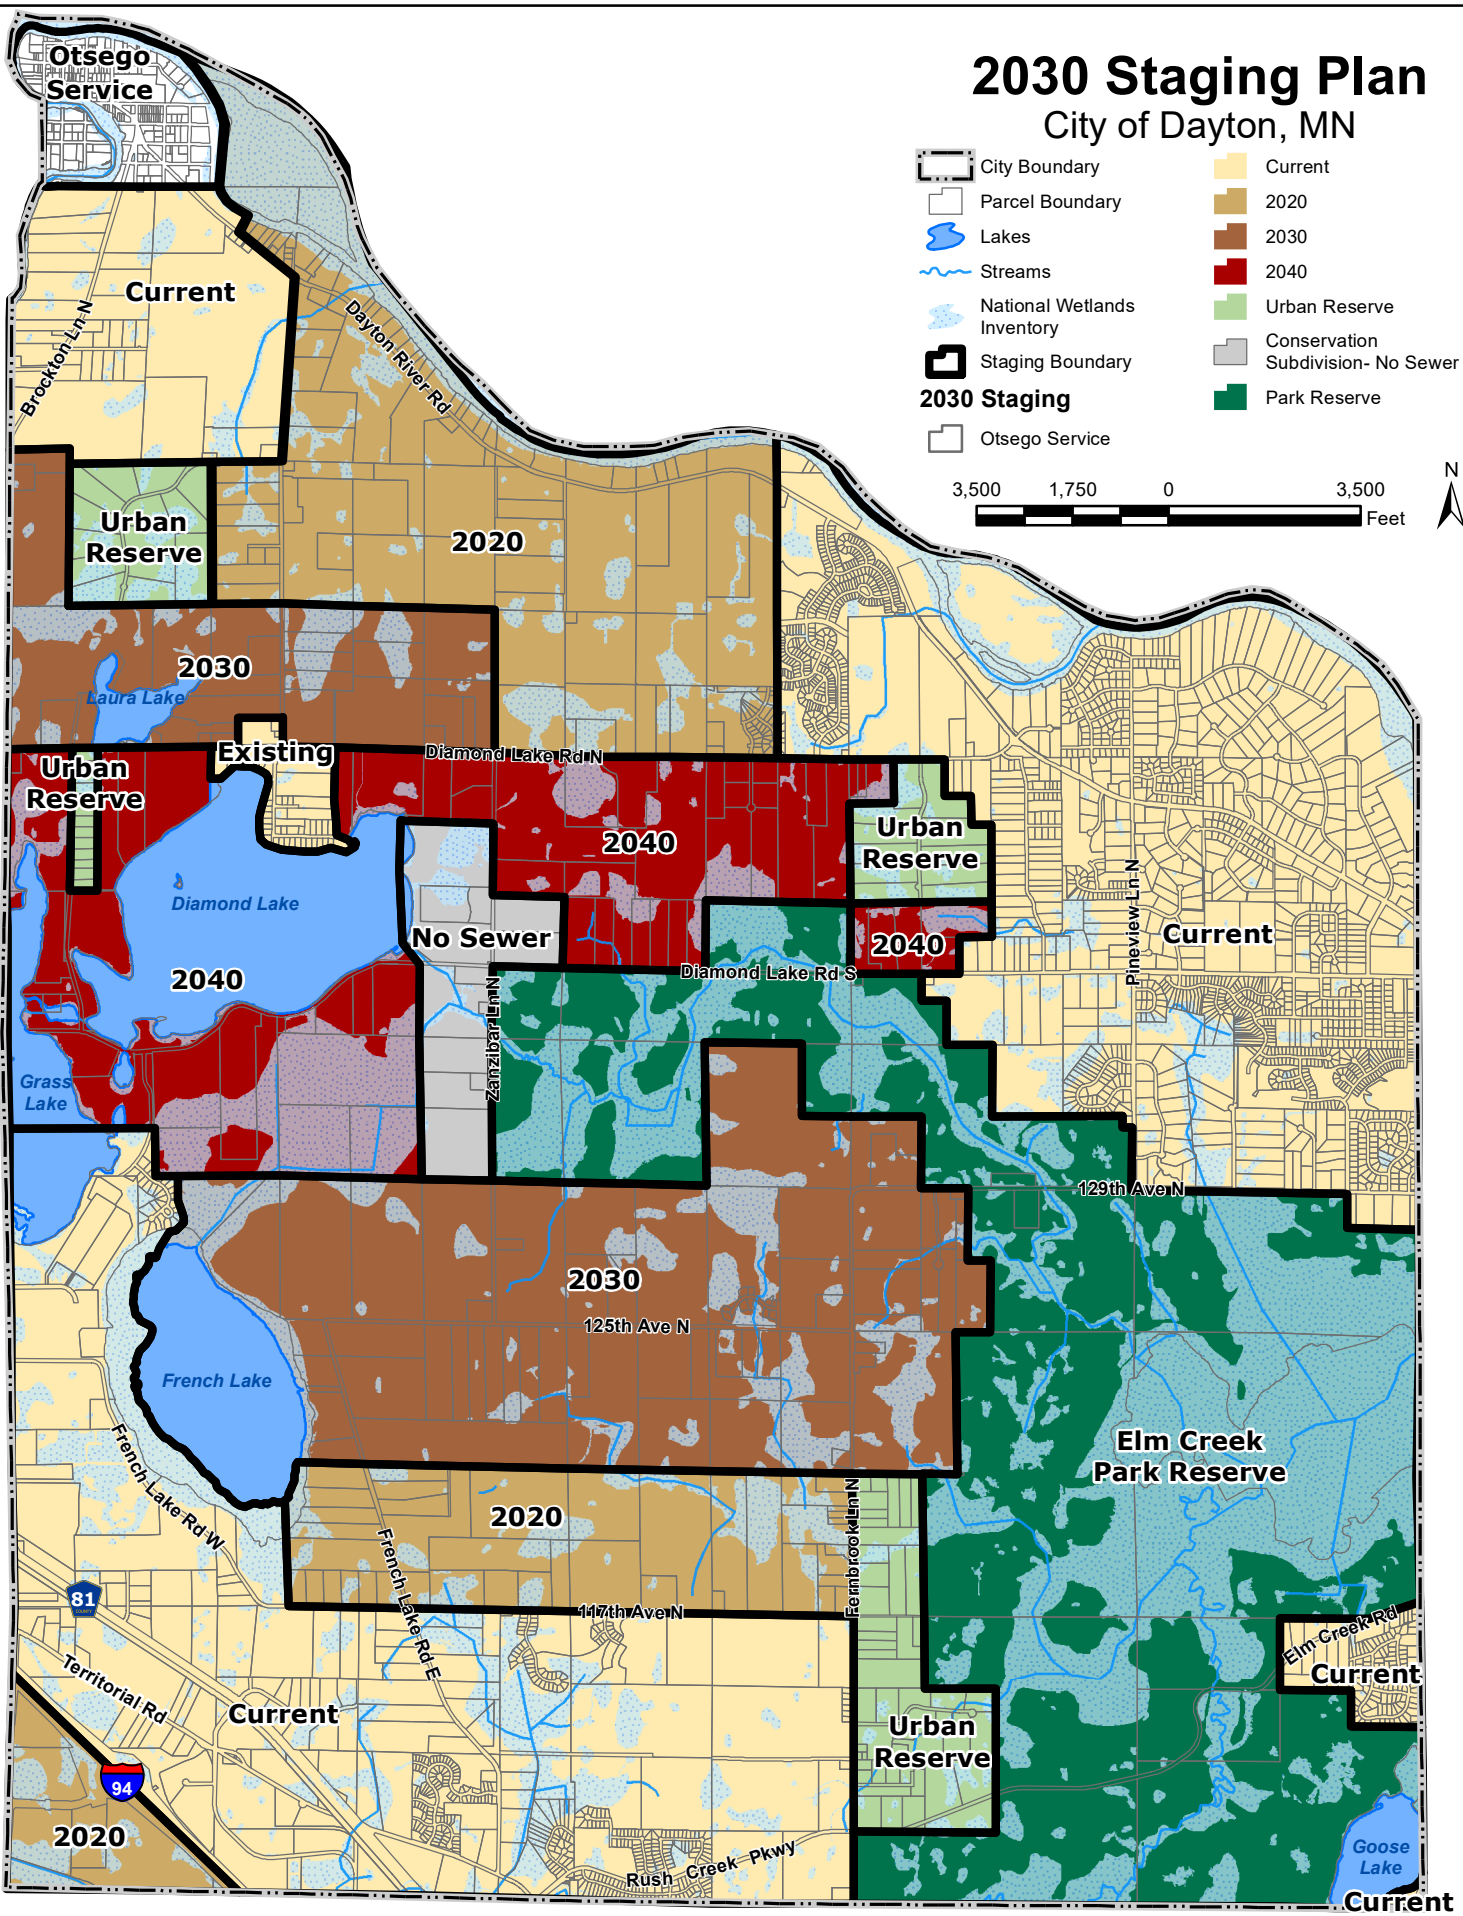 2030 Staging Plan
City of Dayton, MN
City Boundary
Parcel Boundary
Lakes
Streams
National Wetlands
Inventory
Staging Boundary
2030 Staging
Otsego Service
Current
2020
2030
2040
Urban Reserve
Conservation
Subdivision- No Sewer
Park Reserve
3,500
1,750
0
3,500
Feet
N
Otsego
Service
Current
Brockton Ln N
Dayton River Rd
Urban
Reserve
2020
2030
Laura Lake
Existing
Diamond Lake Rd N
Urban
Reserve
2040
Urban
Reserve
Diamond Lake
No Sewer
2040
Pineview Ln N
Current
2040
Diamond Lake Rd S
Zanzibar Ln N
Grass
Lake
129th Ave N
2030
125th Ave N
French Lake
Elm Creek
Park Reserve
French Lake Rd W
2020
French Lake Rd E
Fernbrook Ln N
81
COUNTY
117th Ave N
Elm Creek Rd
Current
Territorial Rd
Current
Urban
Reserve
94
2020
Rush Creek Pkwy
Goose
Lake
Current